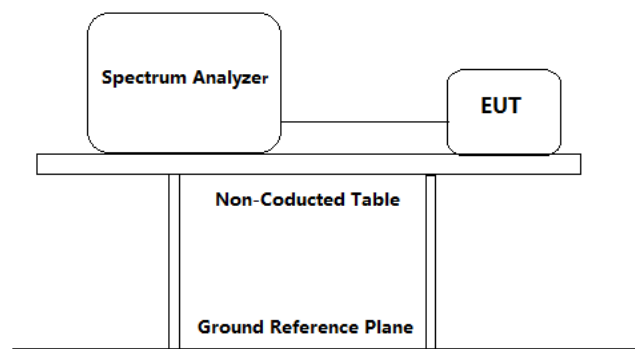 Spectrum Analyzer
EUT
Non-Coducted Table
Ground Reference Plane